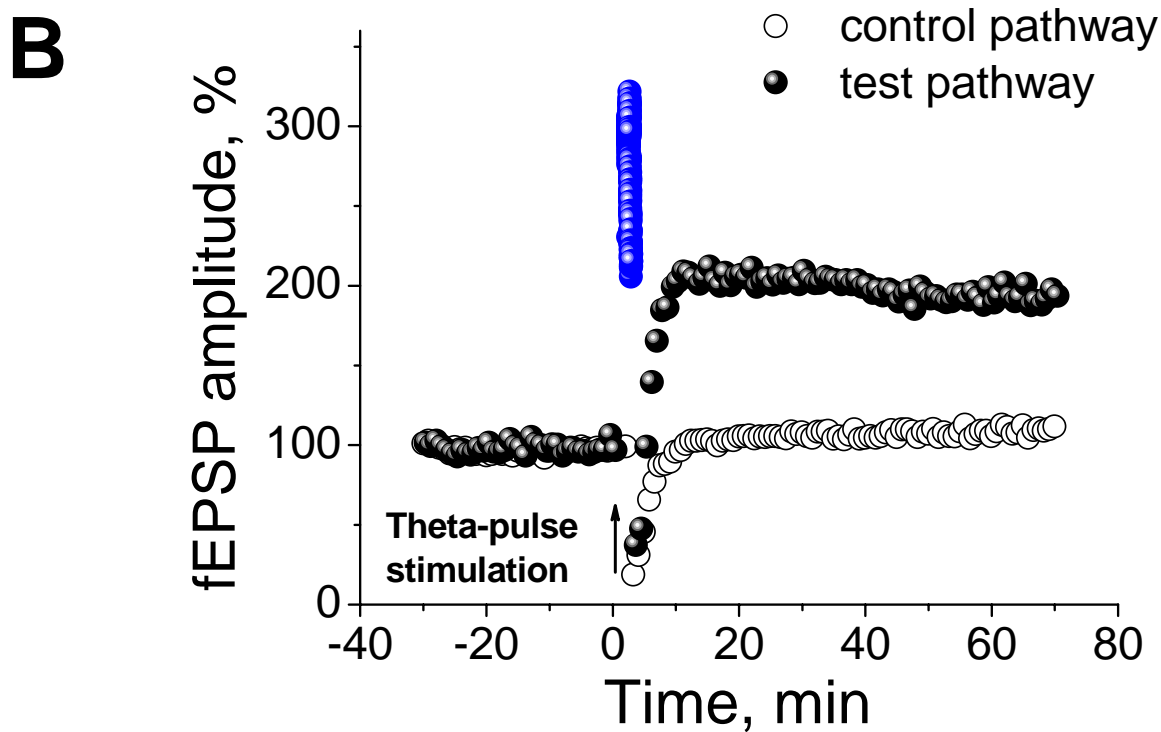 B
control pathway
test pathway
fEPSP amplitude, %
300
200
100
0
Theta-pulse
stimulation
-40 -20 0 20 40 60 80
Time, min